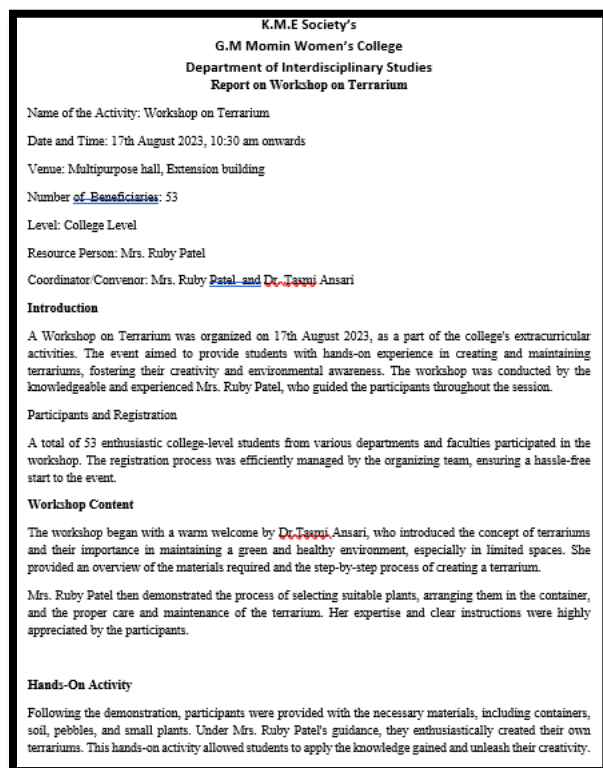 K.M.E Society's
G.M Momin Women's College
Department of Interdisciplinary Studies
Report on Workshop on Terrarium
Name of the Activity: Workshop on Terrarium
Date and Time: 17th August 2023, 10:30 am onwards
Venue: Multipurpose hall, Extension building
Number of Beneficiaries: 53
Level: College Level
Resource Person: Mrs. Ruby Patel
Coordinator/Convenor: Mrs. Ruby Patel and Dr. Tasmi Ansari
Introduction
A Workshop on Terrarium was organized on 17th August 2023, as a part of the college's extracurricular
activities. The event aimed to provide students with hands-on experience in creating and maintaining
terrariums, fostering their creativity and environmental awareness. The workshop was conducted by the
knowledgeable and experienced Mrs. Ruby Patel, who guided the participants throughout the session.
Participants and Registration
A total of 53 enthusiastic college-level students from various departments and faculties participated in the
workshop. The registration process was efficiently managed by the organizing team, ensuring a hassle-free
start to the event.
Workshop Content
The workshop began with a warm welcome by Dr.Tasmi Ansari, who introduced the concept of terrariums
and their importance in maintaining a green and healthy environment, especially in limited spaces. She
provided an overview of the materials required and the step-by-step process of creating a terrarium.
Mrs. Ruby Patel then demonstrated the process of selecting suitable plants, arranging them in the container,
and the proper care and maintenance of the terrarium. Her expertise and clear instructions were highly
appreciated by the participants.
Hands-On Activity
Following the demonstration, participants were provided with the necessary materials, including containers,
soil, pebbles, and small plants. Under Mrs. Ruby Patel's guidance, they enthusiastically created their own
terrariums. This hands-on activity allowed students to apply the knowledge gained and unleash their creativity.